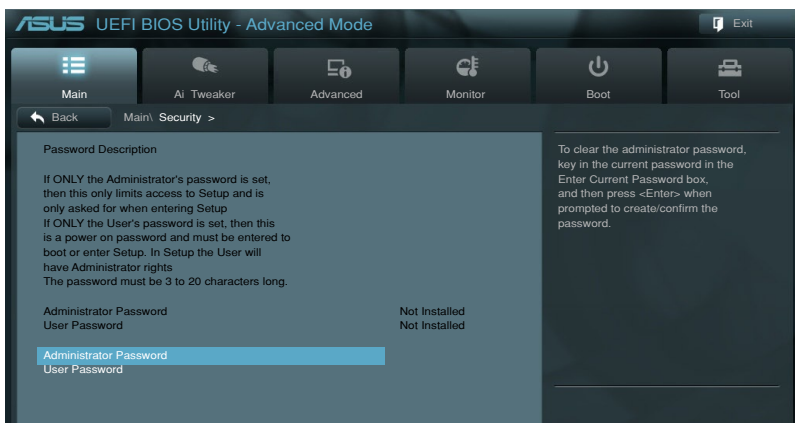 ASUS UEFI BIOS Utility - Advanced Mode
Exit
Main
Ai Tweaker
Advanced
Monitor
Boot
Tool
Back
Main\ Security >
Password Description
If ONLY the Administrator's password is set,
then this only limits access to Setup and is
only asked for when entering Setup
If ONLY the User's password is set, then this
is a power on password and must be entered to
boot or enter Setup. In Setup the User will
have Administrator rights
The password must be 3 to 20 characters long.
Administrator Password Not Installed
User Password Not Installed
Administrator Password
User Password
To clear the administrator password,
key in the current password in the
Enter Current Password box,
and then press <Enter> when
prompted to create/confirm the
password.